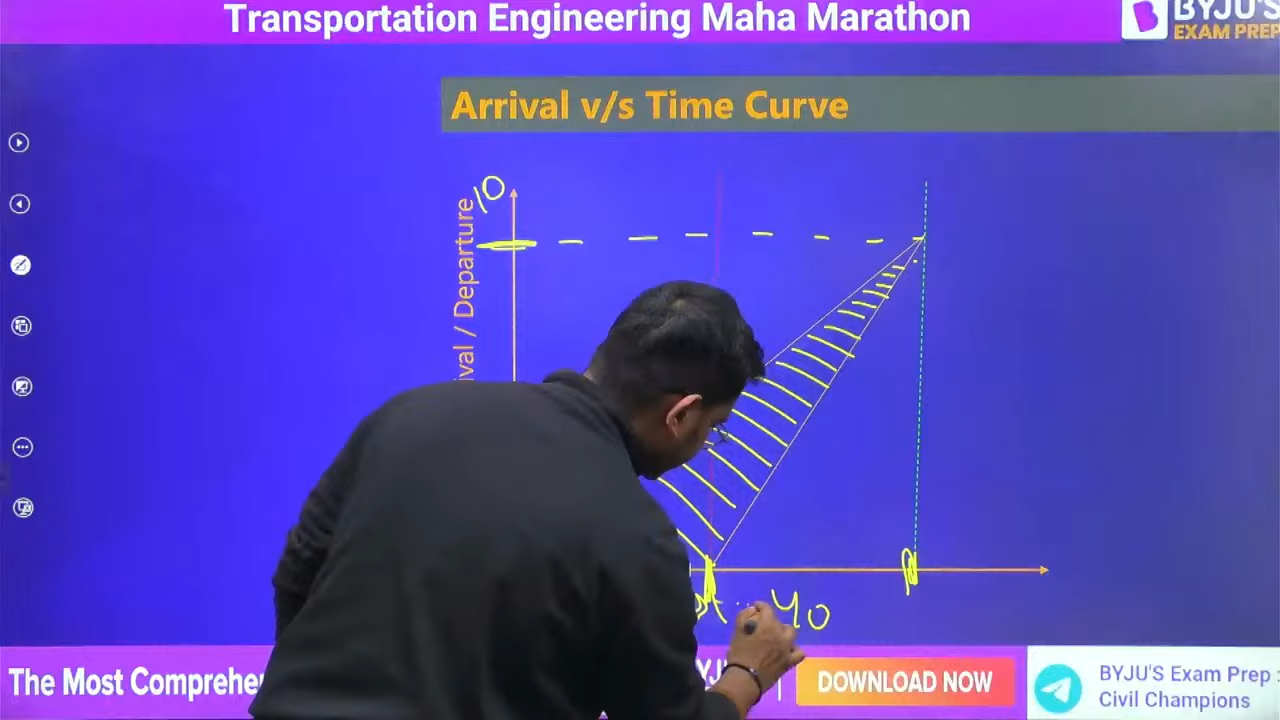 Transportation Engineering Maha Marathon
BYJU'S
EXAM PREP
Arrival v/s Time Curve
10
ival / Departure
40
The Most Comprehe
DOWNLOAD NOW
BYJU'S Exam Prep :
Civil Champions